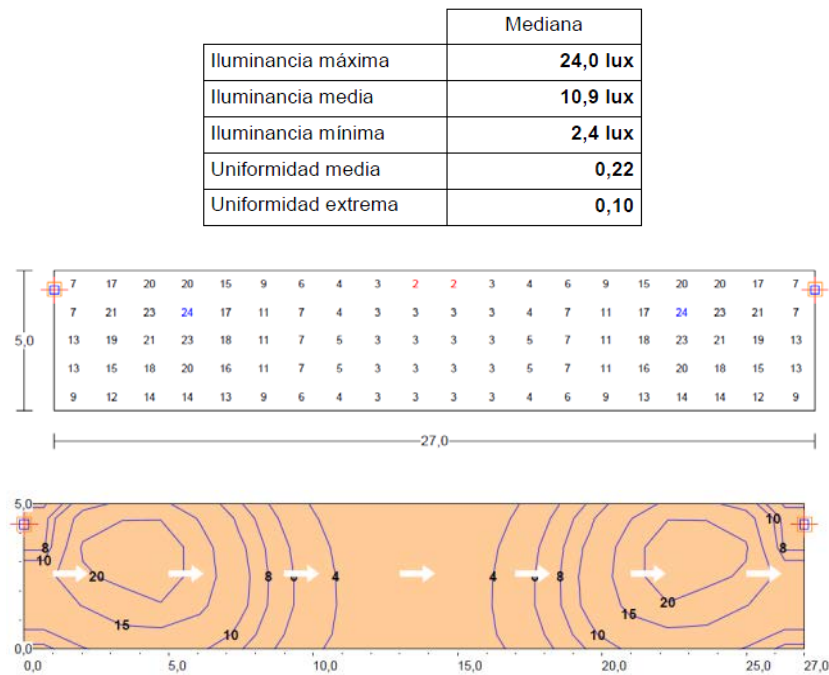 Mediana
Iluminancia máxima 24,0 lux
Iluminancia media 10,9 lux
Iluminancia mínima 2,4 lux
Uniformidad media 0,22
Uniformidad extrema 0,10
7 17 20 20 15 9 6 4 3 2 2 3 4 6 9 15 20 20 17 7
7 21 23 24 17 11 7 4 3 3 3 3 4 7 11 17 24 23 21 7
5,0
13 19 21 23 18 11 7 5 3 3 3 3 5 7 11 18 23 21 19 13
13 15 18 20 16 11 7 5 3 3 3 3 5 7 11 16 20 18 15 13
9 12 14 14 13 9 6 4 3 3 3 3 4 6 9 13 14 14 12 9
27,0
5,0
10
8 8
10
20 8 4 4 8
20
15 15
10 10
0,0
0,0 5,0 10,0 15,0 20,0 25,0 27,0